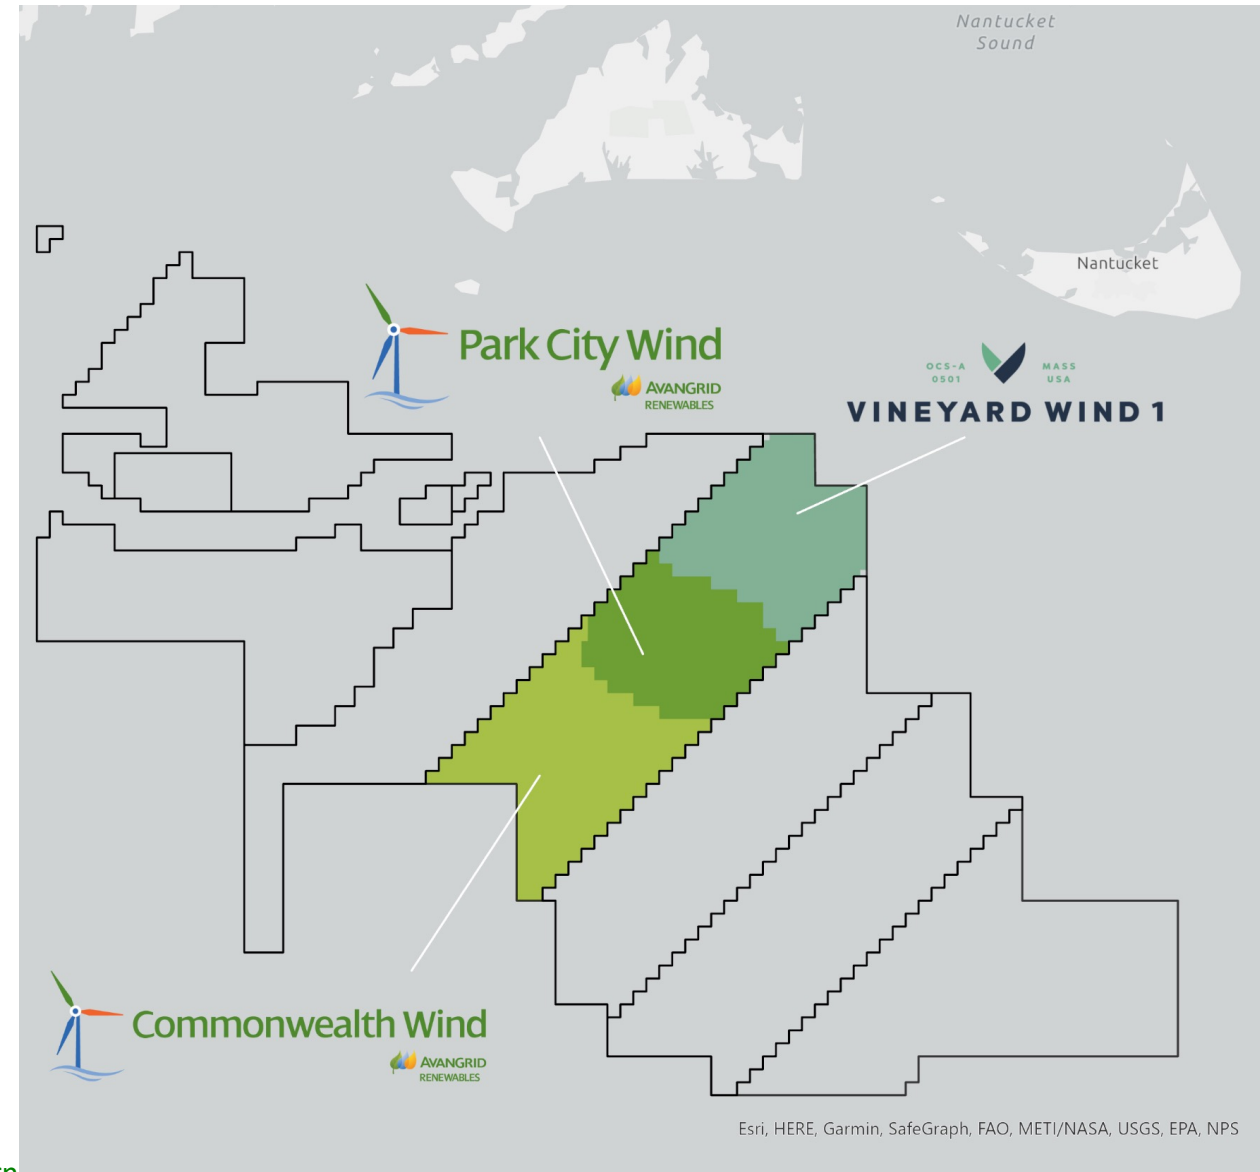 Nantucket
Sound
Nantucket
Park City Wind
AVANGRID
RENEWABLES
OCS-A
0501
MASS
USA
VINEYARD WIND 1
Commonwealth Wind
AVANGRID
RENEWABLES
Esri, HERE, Garmin, SafeGraph, FAO, METI/NASA, USGS, EPA, NPS